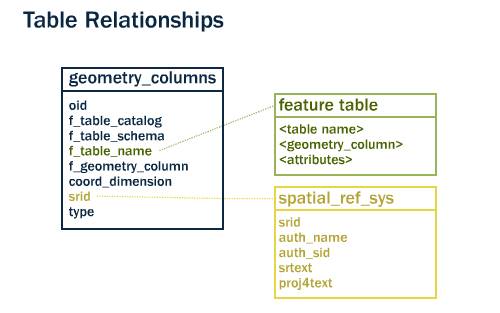 Table Relationships
geometry_columns
oid
f_table_catalog
f_table_schema
f_table_name
f_geometry_column
coord_dimension
srid
type
feature table
<table name>
<geometry_column>
<attributes>
spatial_ref_sys
srid
auth_name
auth_sid
srtext
proj4text